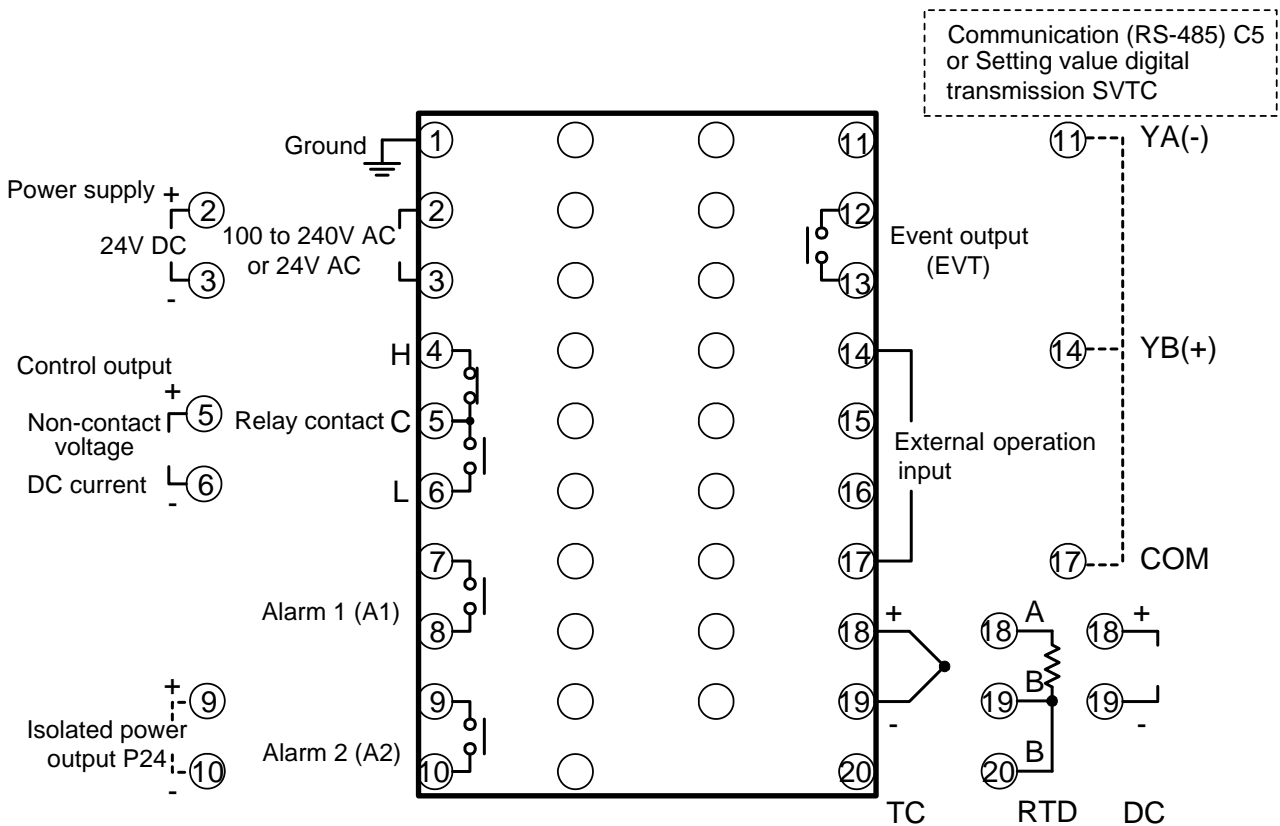 Communication (RS-485) C5
or Setting value digital
transmission SVTC
Ground
1
11
11
YA(-)
Power supply
+
2
24V DC
3
-
100 to 240V AC
or 24V AC
2
3
12
13
Event output
(EVT)
Control output
+
5
Non-contact
voltage
DC current
6
-
Relay contact
H
4
C
5
L
6
14
15
16
17
External operation
input
14
YB(+)
17
COM
Alarm 1 (A1)
7
8
Isolated power
output P24
+
9
10
-
Alarm 2 (A2)
9
10
18
+
19
-
20
TC
18
A
19
B
20
B
RTD
18
+
19
-
DC